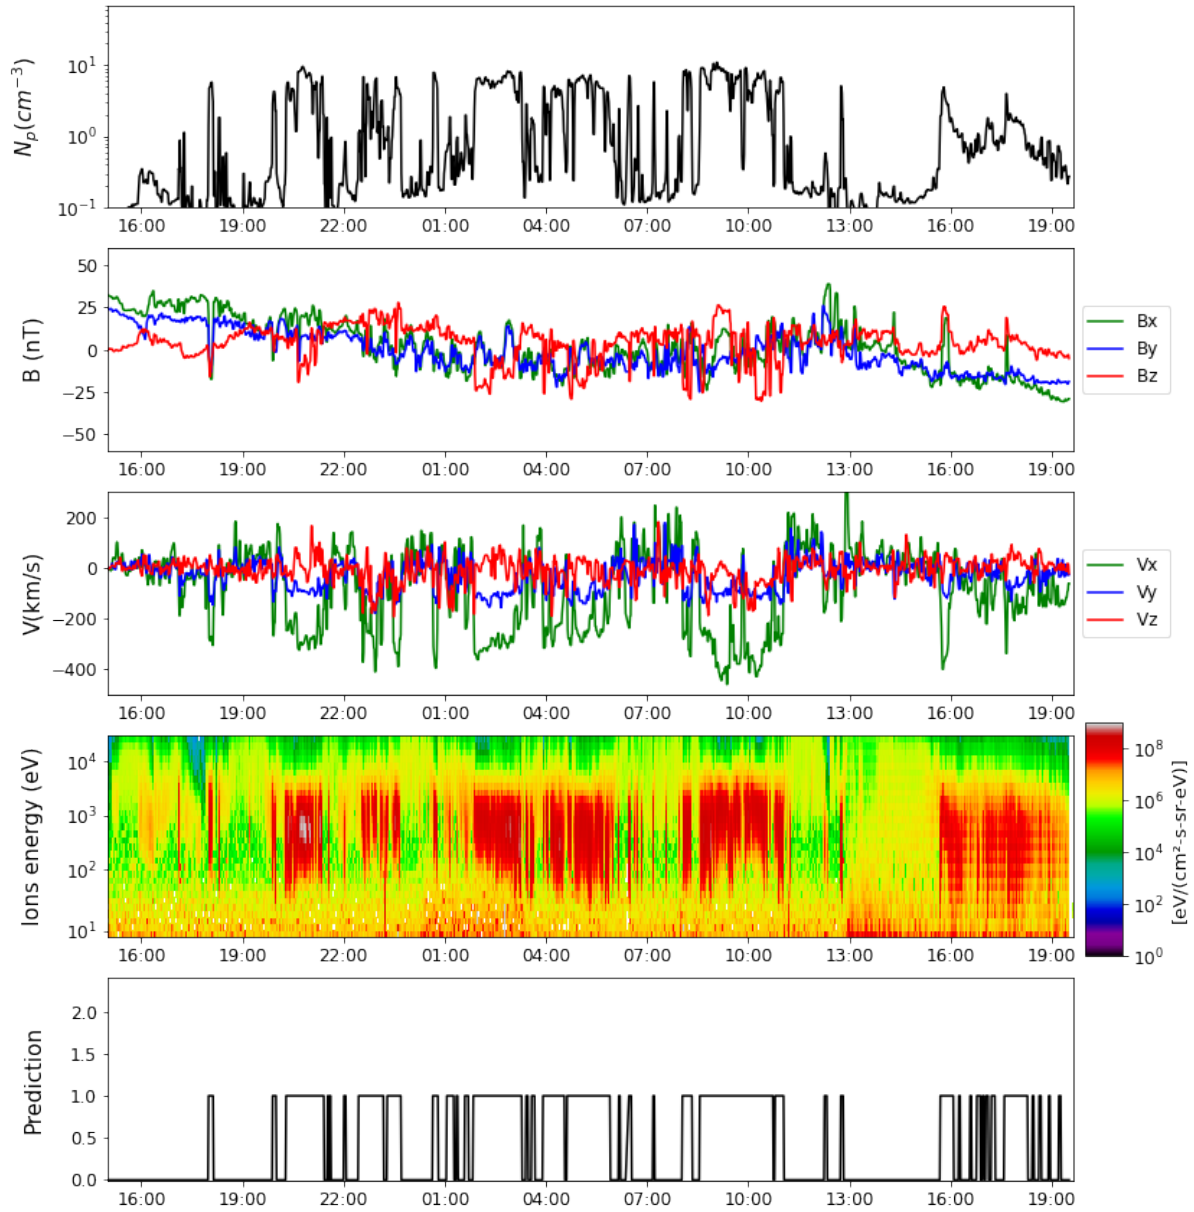 N_p(cm^{-3})
10^1
10^0
10^{-1}
16:00 19:00 22:00 01:00 04:00 07:00 10:00 13:00 16:00 19:00
B (nT)
50
25
0
−25
−50
Bx
By
Bz
16:00 19:00 22:00 01:00 04:00 07:00 10:00 13:00 16:00 19:00
V(km/s)
200
0
−200
−400
Vx
Vy
Vz
16:00 19:00 22:00 01:00 04:00 07:00 10:00 13:00 16:00 19:00
Ions energy (eV)
10^4
10^3
10^2
10^1
10^8
10^6
10^4
10^2
10^0
[eV/(cm²-s-sr-eV)]
16:00 19:00 22:00 01:00 04:00 07:00 10:00 13:00 16:00 19:00
Prediction
2.0
1.5
1.0
0.5
0.0
16:00 19:00 22:00 01:00 04:00 07:00 10:00 13:00 16:00 19:00